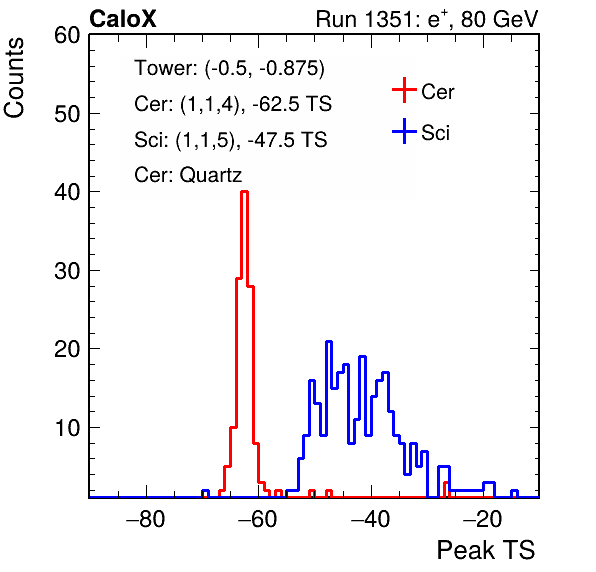 CaloX Run 1351: e⁺, 80 GeV
Counts
60
50
40
30
20
10
Tower: (-0.5, -0.875)
Cer: (1,1,4), -62.5 TS
Sci: (1,1,5), -47.5 TS
Cer: Quartz
Cer
Sci
−80 −60 −40 −20
Peak TS